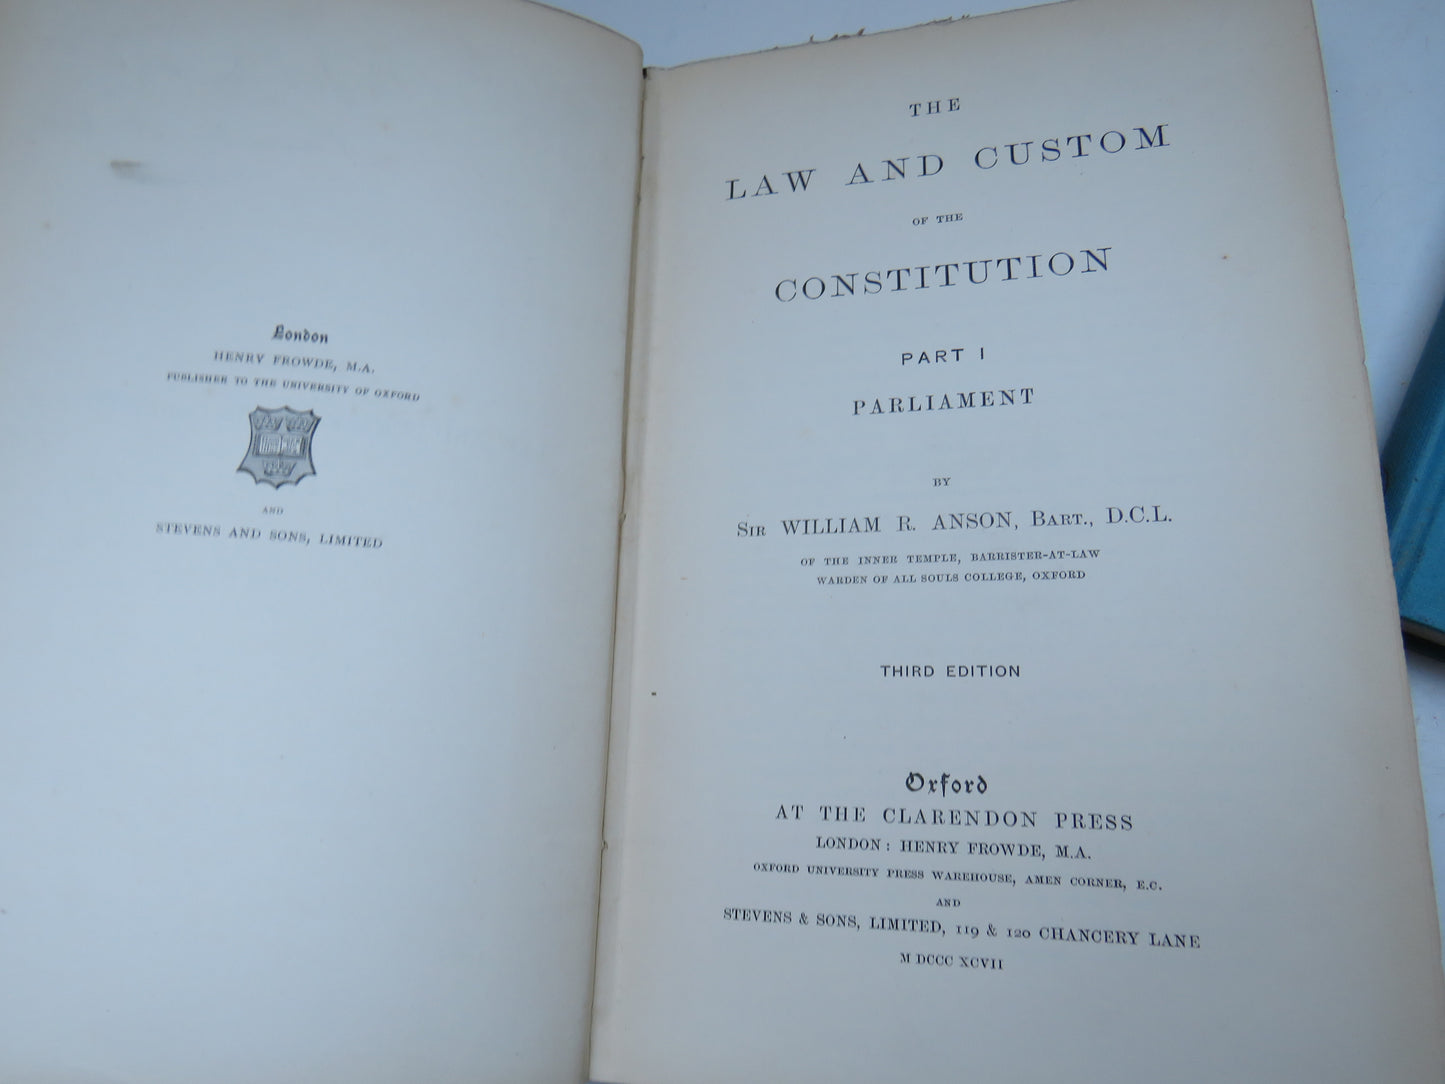 London
HENRY FROWDE, M.A.
PUBLISHER TO THE UNIVERSITY OF OXFORD
AND
STEVENS AND SONS, LIMITED
THE
LAW AND CUSTOM
OF THE
CONSTITUTION
PART I
PARLIAMENT
BY
SIR WILLIAM R. ANSON, BART., D.C.L.
OF THE INNER TEMPLE, BARRISTER-AT-LAW
WARDEN OF ALL SOULS COLLEGE, OXFORD
THIRD EDITION
Oxford
AT THE CLARENDON PRESS
LONDON: HENRY FROWDE, M.A.
OXFORD UNIVERSITY PRESS WAREHOUSE, AMEN CORNER, E.C.
AND
STEVENS & SONS, LIMITED, 119 & 120 CHANCERY LANE
M DCCC XCVII